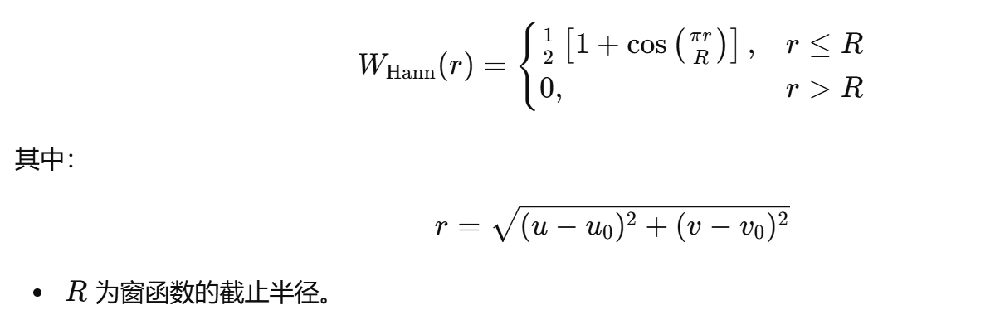 W_Hann(r) = { 1/2 [1 + cos(πr/R)], r ≤ R
0, r > R
其中：
r = √((u − u₀)² + (v − v₀)²)
• R 为窗函数的截止半径。